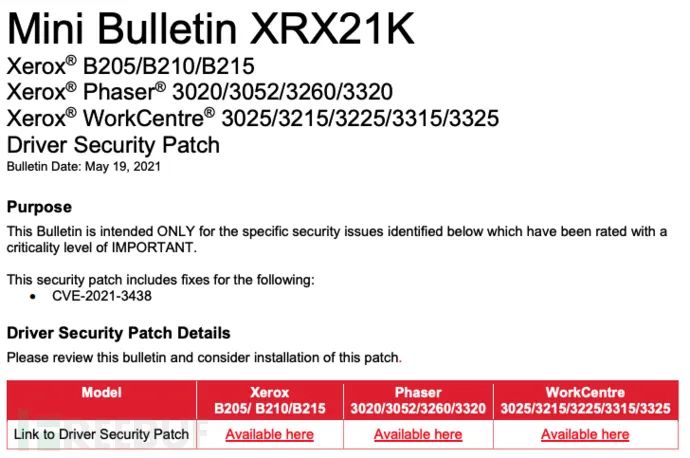 Mini Bulletin XRX21K
Xerox® B205/B210/B215
Xerox® Phaser® 3020/3052/3260/3320
Xerox® WorkCentre® 3025/3215/3225/3315/3325
Driver Security Patch
Bulletin Date: May 19, 2021
Purpose
This Bulletin is intended ONLY for the specific security issues identified below which have been rated with a
criticality level of IMPORTANT.
This security patch includes fixes for the following:
• CVE-2021-3438
Driver Security Patch Details
Please review this bulletin and consider installation of this patch.
Model Xerox Phaser WorkCentre
B205/ B210/B215 3020/3052/3260/3320 3025/3215/3225/3315/3325
Link to Driver Security Patch Available here Available here Available here